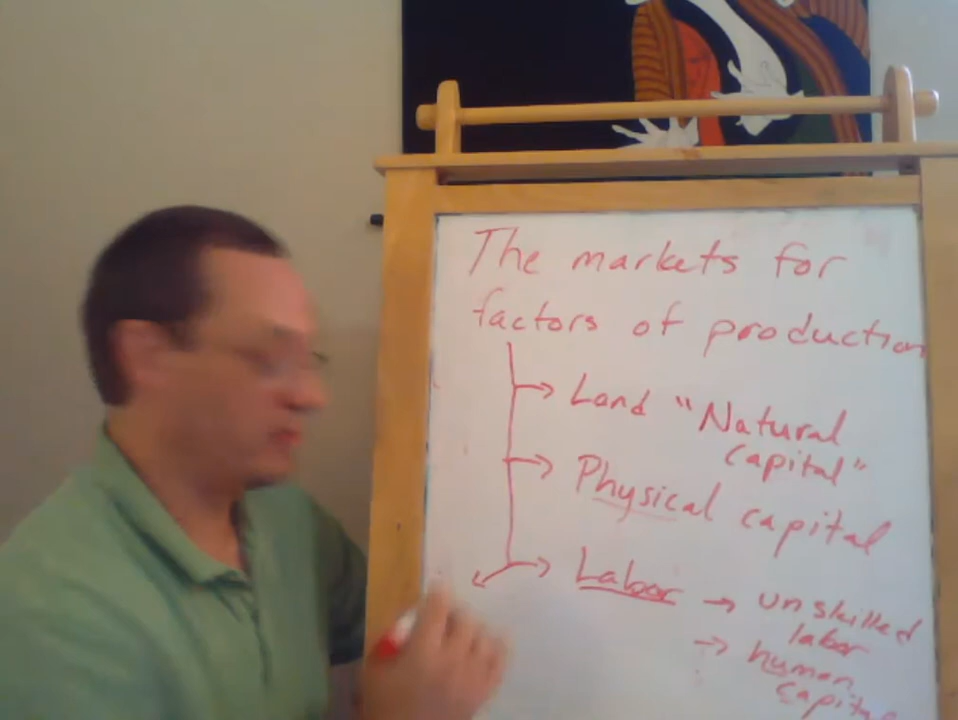 The markets for
factors of production
→ Land "Natural
capital"
→ Physical capital
→ Labor → unskilled
labor
→ human
capital